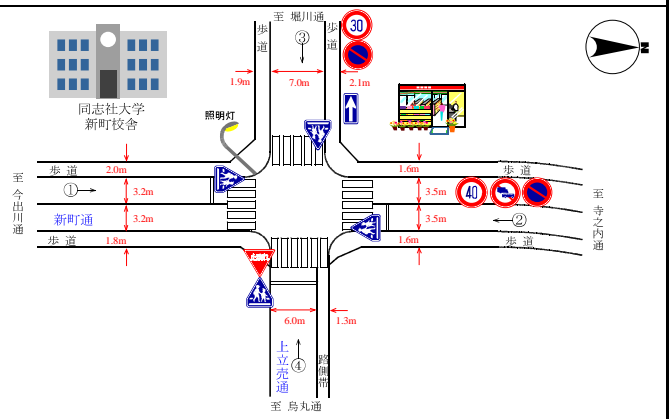 至 堀川通
③
歩道
歩道
30
1.9m
7.0m
2.1m
同志社大学
新町校舎
照明灯
N
歩 道
2.0m
1.6m
歩 道
至 今出川通
①
3.2m
3.5m
40
至 寺之内通
新町通
3.2m
3.5m
②
歩 道
1.8m
1.6m
歩 道
6.0m
1.3m
上立売通
④
路側帯
至 烏丸通